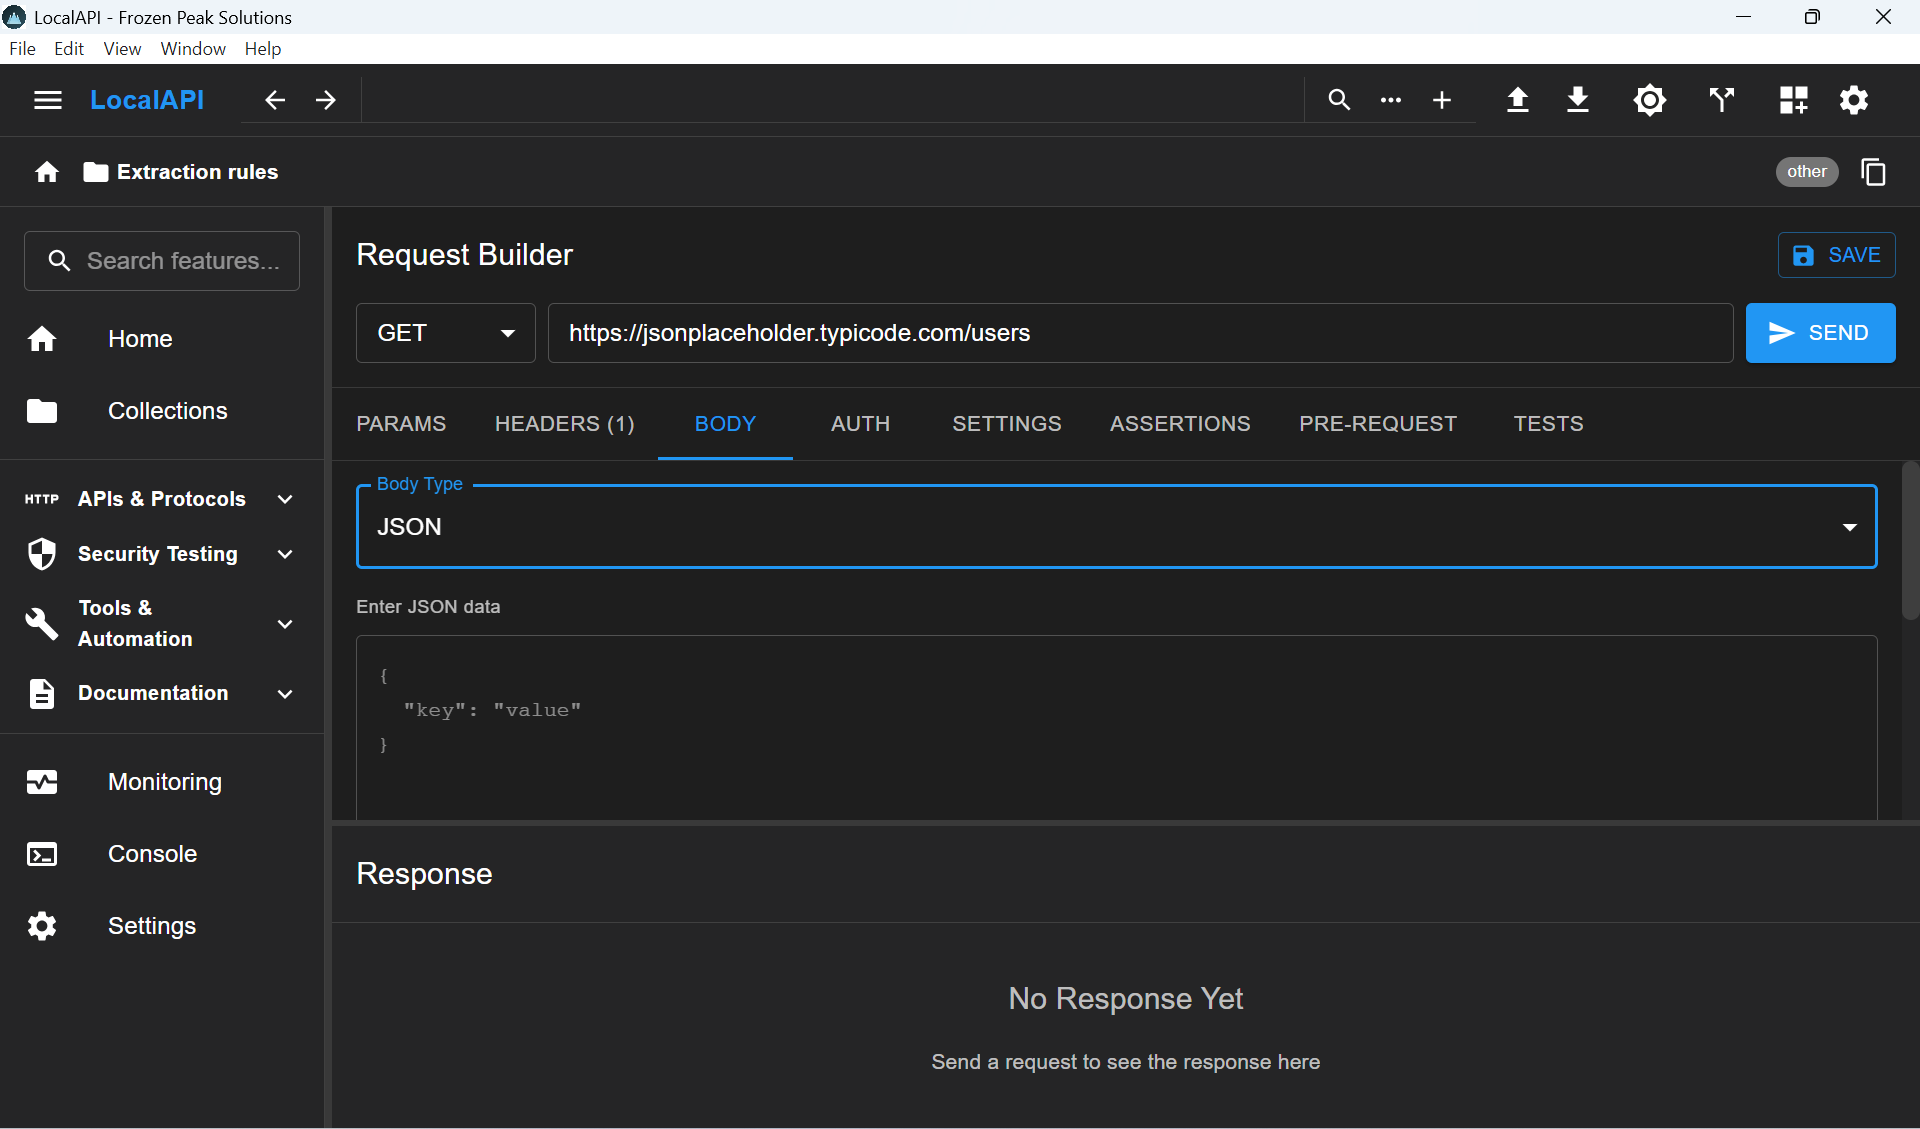 LocalAPI - Frozen Peak Solutions
File Edit View Window Help
LocalAPI
Extraction rules
other
Search features...
Home
Collections
HTTP APIs & Protocols
Security Testing
Tools &
Automation
Documentation
Monitoring
Console
Settings
Request Builder
SAVE
GET
https://jsonplaceholder.typicode.com/users
SEND
PARAMS HEADERS (1) BODY AUTH SETTINGS ASSERTIONS PRE-REQUEST TESTS
Body Type
JSON
Enter JSON data
{
"key": "value"
}
Response
No Response Yet
Send a request to see the response here